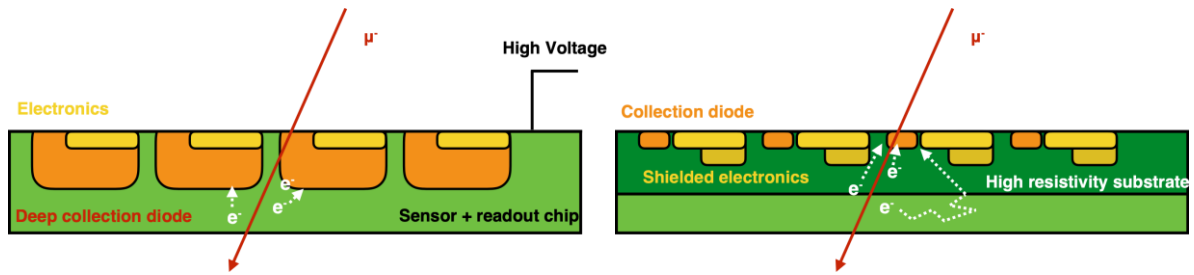 μ-
High Voltage
Electronics
e-
e-
e-
Deep collection diode
Sensor + readout chip
μ-
Collection diode
e-
e-
Shielded electronics
High resistivity substrate
e-